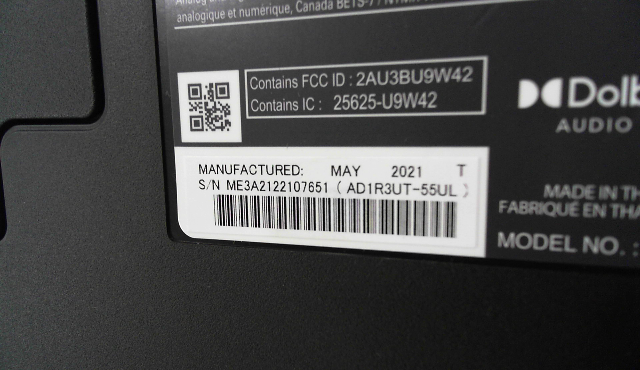 analogique et numérique, Canada BETS-7 /
Contains FCC ID : 2AU3BU9W42
Contains IC : 25625-U9W42
Dolb
AUDIO
MANUFACTURED: MAY 2021 T
S/N ME3A2122107651 ( AD1R3UT-55UL )
MADE IN TH
FABRIQUÉ EN THA
MODEL NO. :